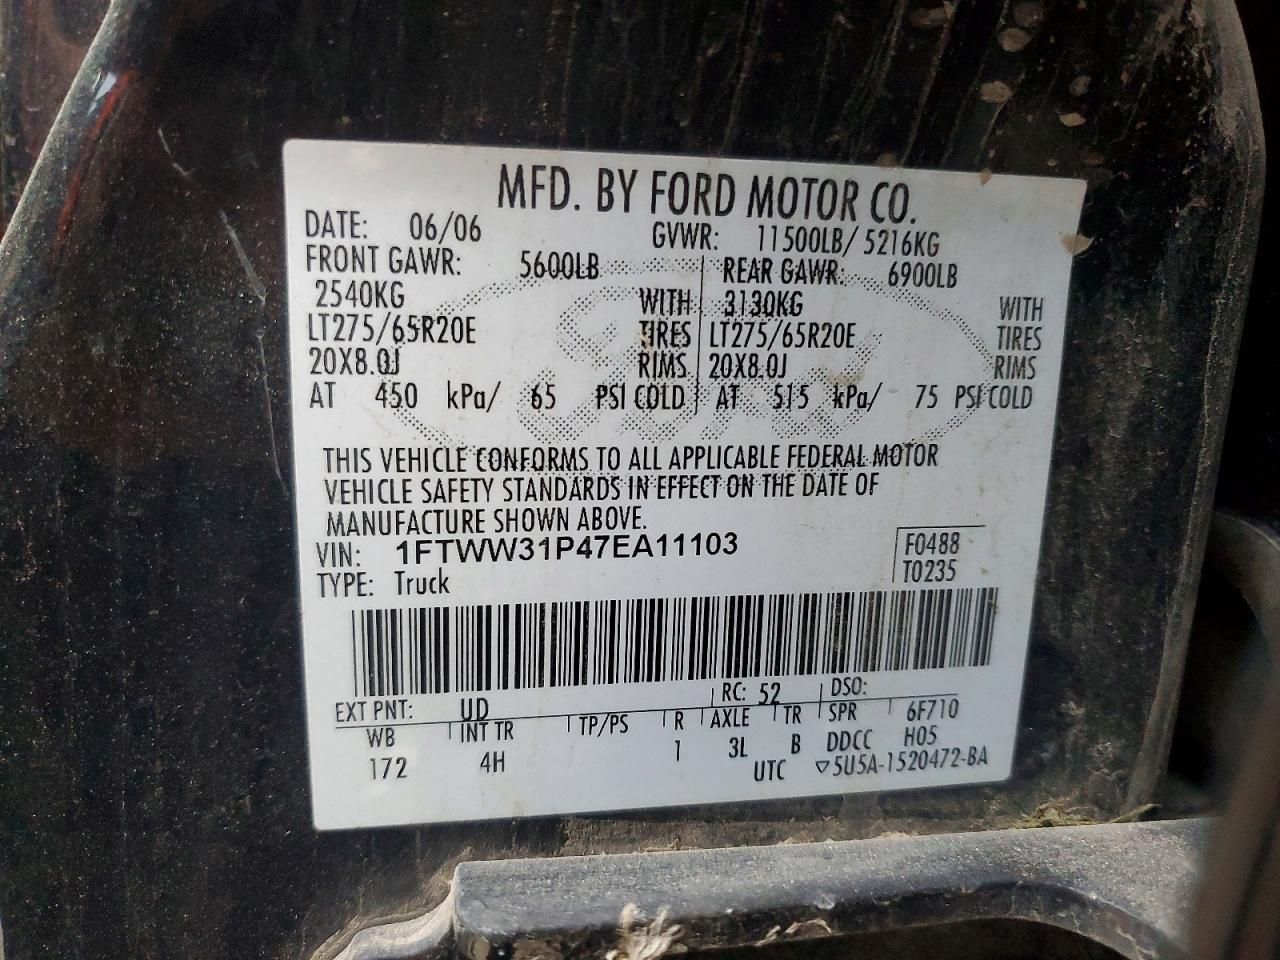 MFD. BY FORD MOTOR CO.
DATE: 06/06 GVWR: 11500LB/ 5216KG
FRONT GAWR: 5600LB REAR GAWR: 6900LB
2540KG WITH 3130KG WITH
LT275/65R20E TIRES LT275/65R20E TIRES
20X8.0J RIMS 20X8.0J RIMS
AT 450 kPa/ 65 PSI COLD AT 515 kPa/ 75 PSI COLD
THIS VEHICLE CONFORMS TO ALL APPLICABLE FEDERAL MOTOR
VEHICLE SAFETY STANDARDS IN EFFECT ON THE DATE OF
MANUFACTURE SHOWN ABOVE.
VIN: 1FTWW31P47EA11103 F0488
TYPE: Truck T0235
EXT PNT: UD RC: 52 DSO:
WB INT TR TP/PS R AXLE TR SPR 6F710
172 4H 1 3L B DDCC H05
UTC ▽5U5A-1520472-BA